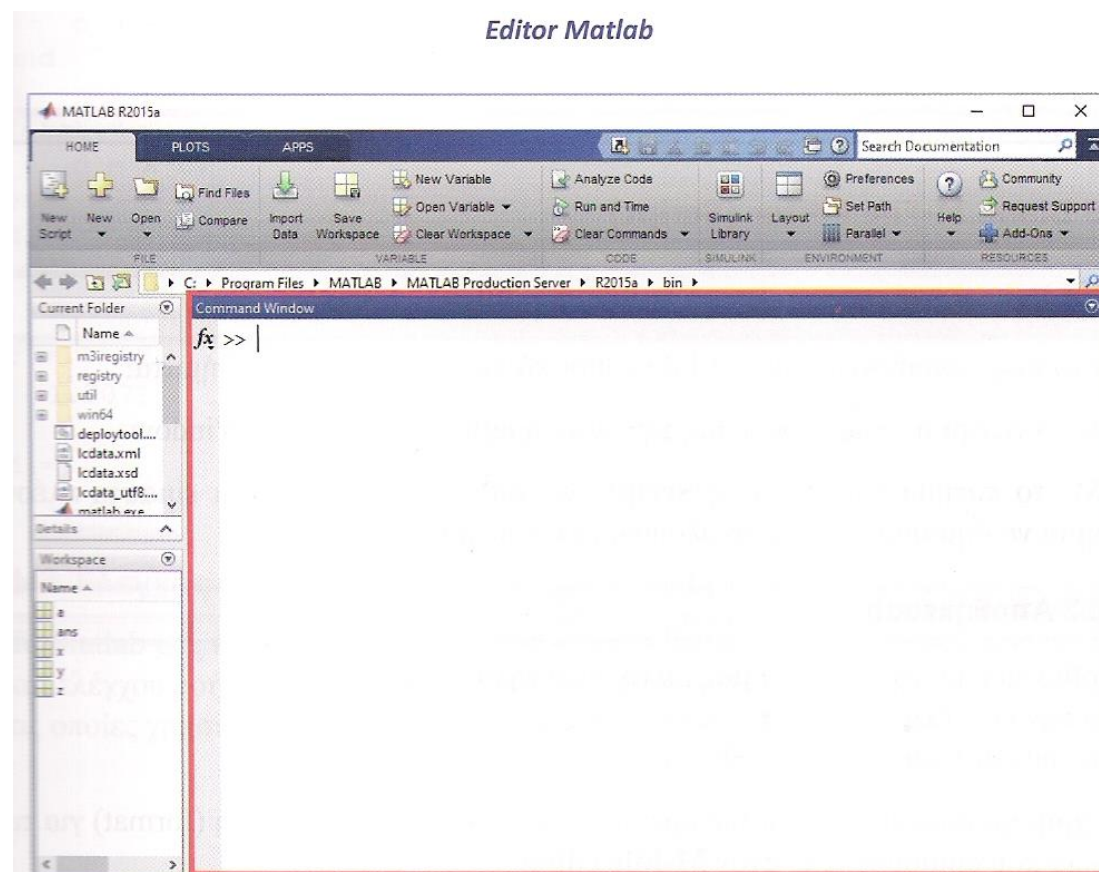 Editor Matlab
MATLAB R2015a
HOME PLOTS APPS
Search Documentation
New Script
New
Open
Find Files
Compare
FILE
Import Data
Save Workspace
New Variable
Open Variable
Clear Workspace
VARIABLE
Analyze Code
Run and Time
Clear Commands
CODE
Simulink Library
SIMULINK
Layout
Preferences
Set Path
Parallel
ENVIRONMENT
Help
Community
Request Support
Add-Ons
RESOURCES
C: Program Files MATLAB MATLAB Production Server R2015a bin
Current Folder
Name
m3iregistry
registry
util
win64
deploytool....
lcdata.xml
lcdata.xsd
lcdata_utf8....
matlab.exe
Details
Workspace
Name
a
ans
x
y
z
Command Window
fx >>